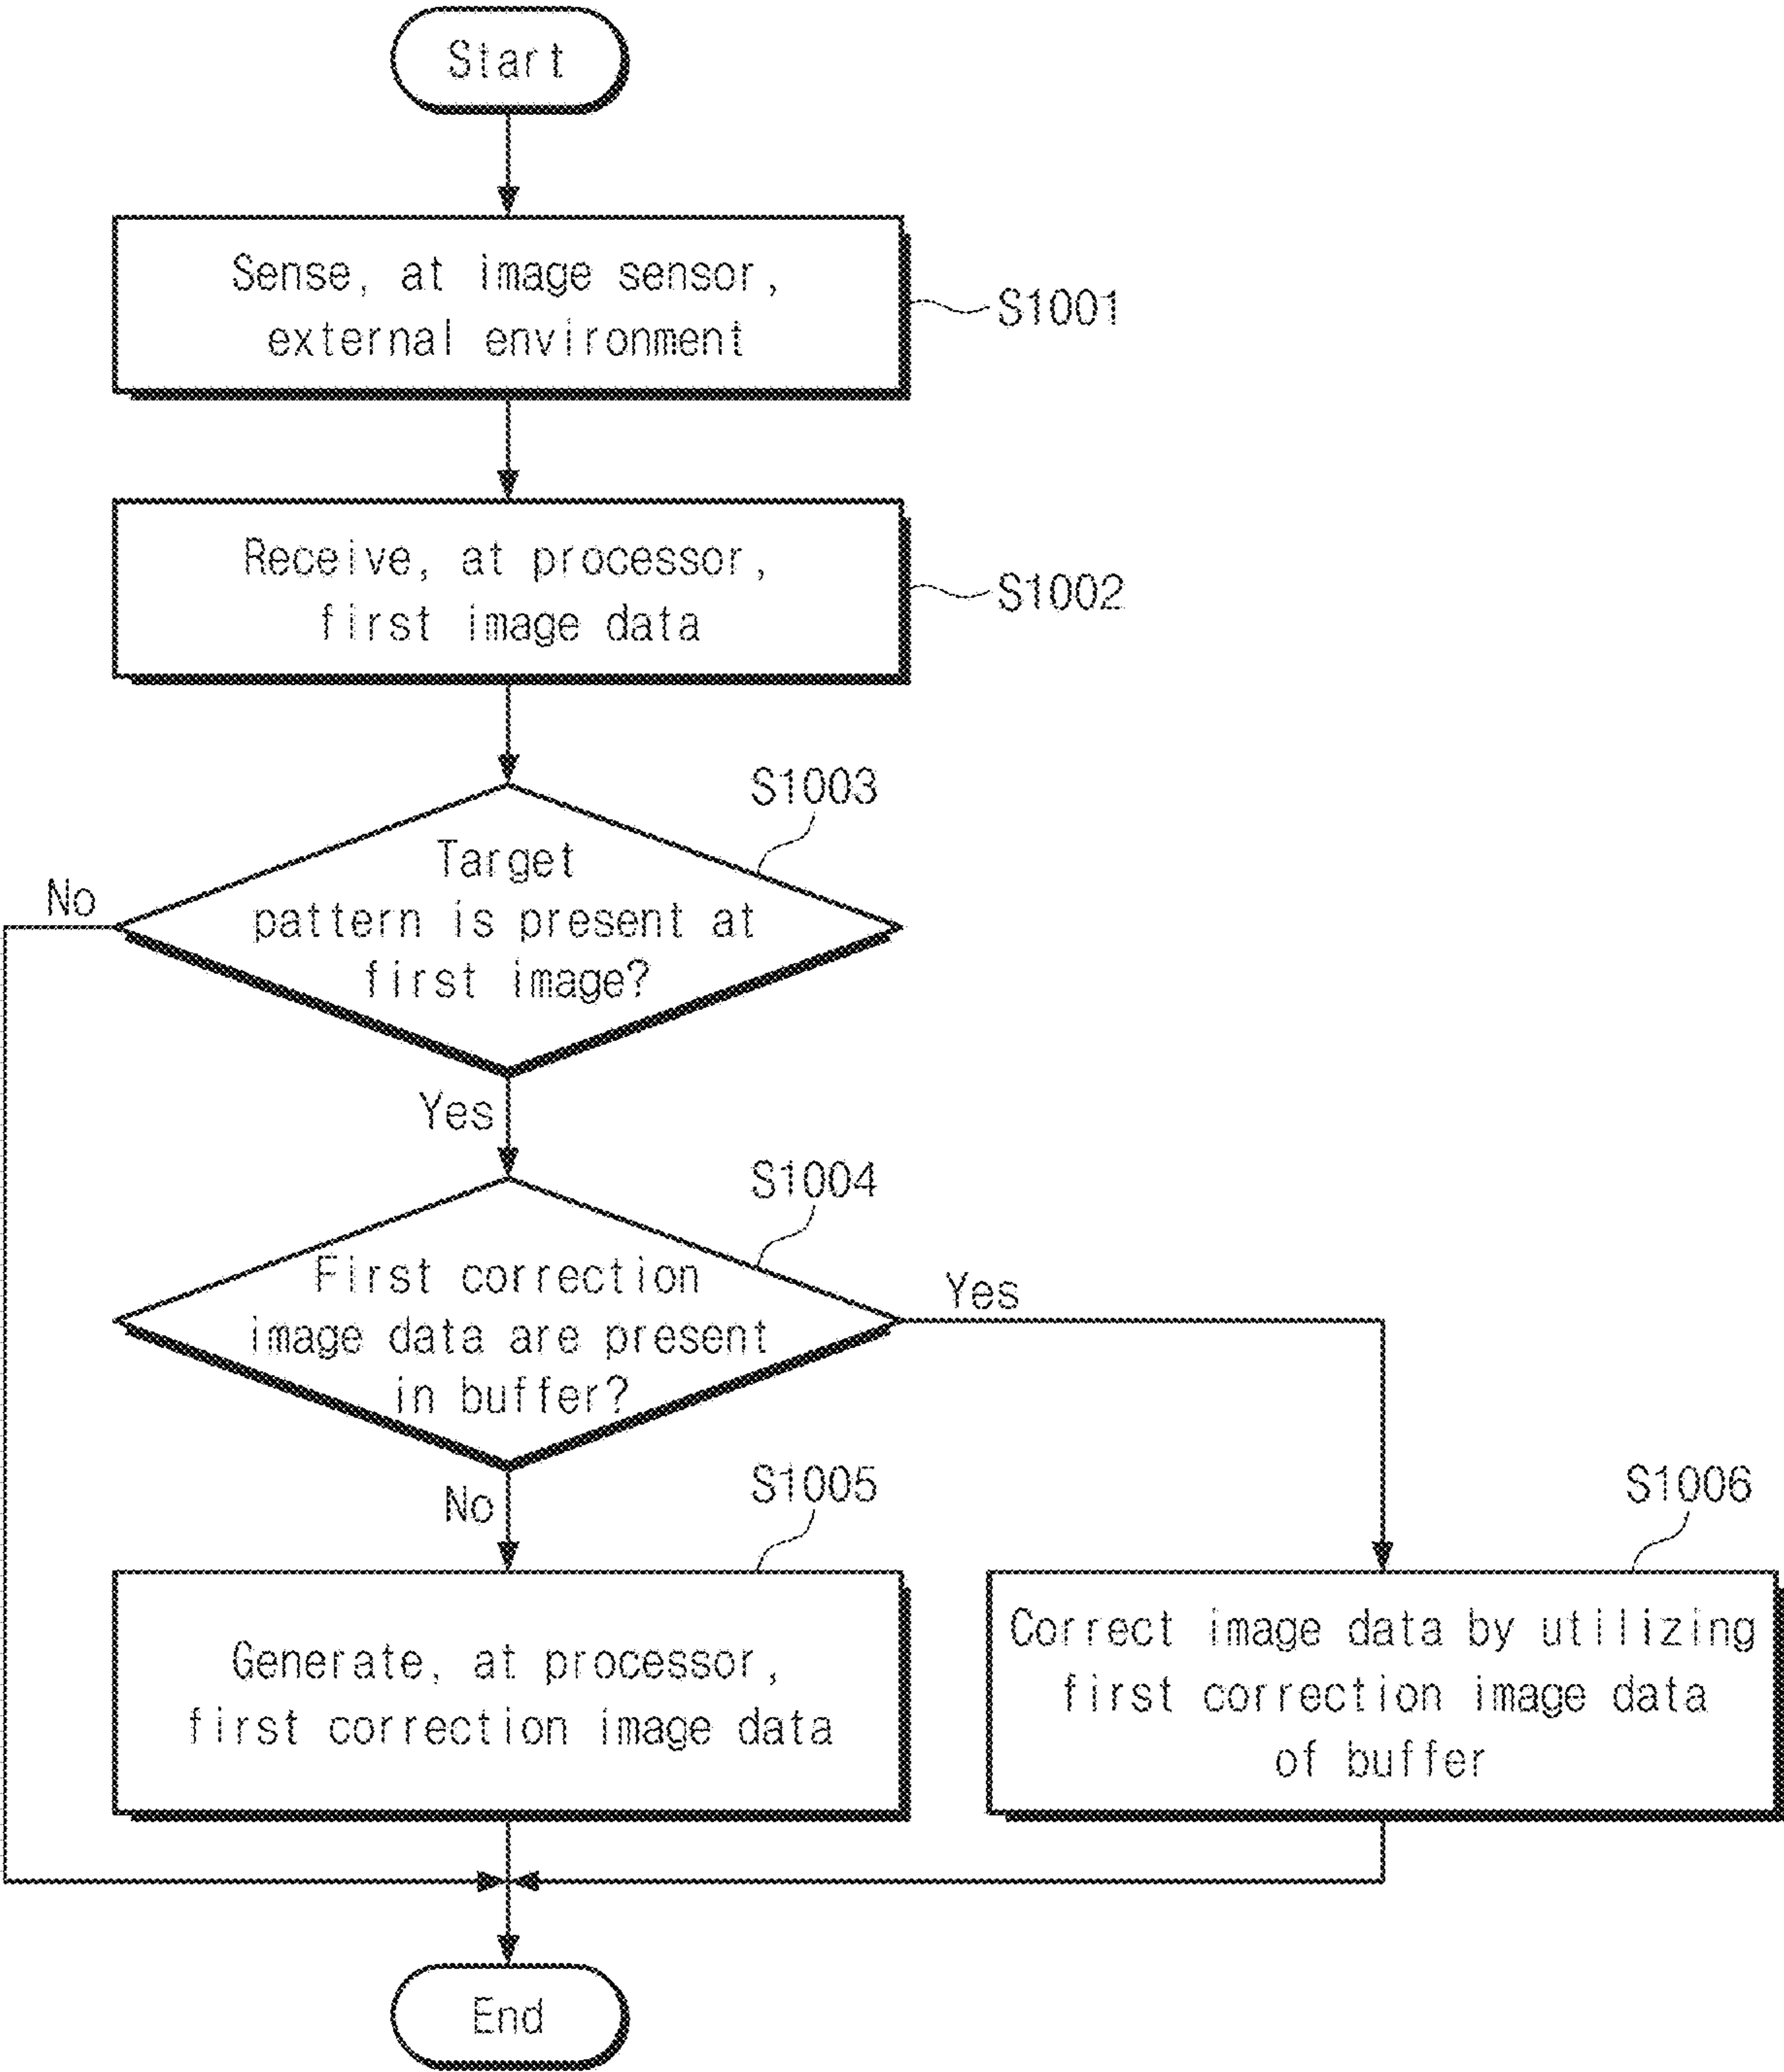 Start
Sense, at image sensor,
external environment
S1001
Receive, at processor,
first image data
S1002
S1003
Target
pattern is present at
first image?
No
Yes
S1004
First correction
image data are present
in buffer?
Yes
No
S1005
Generate, at processor,
first correction image data
S1006
Correct image data by utilizing
first correction image data
of buffer
End